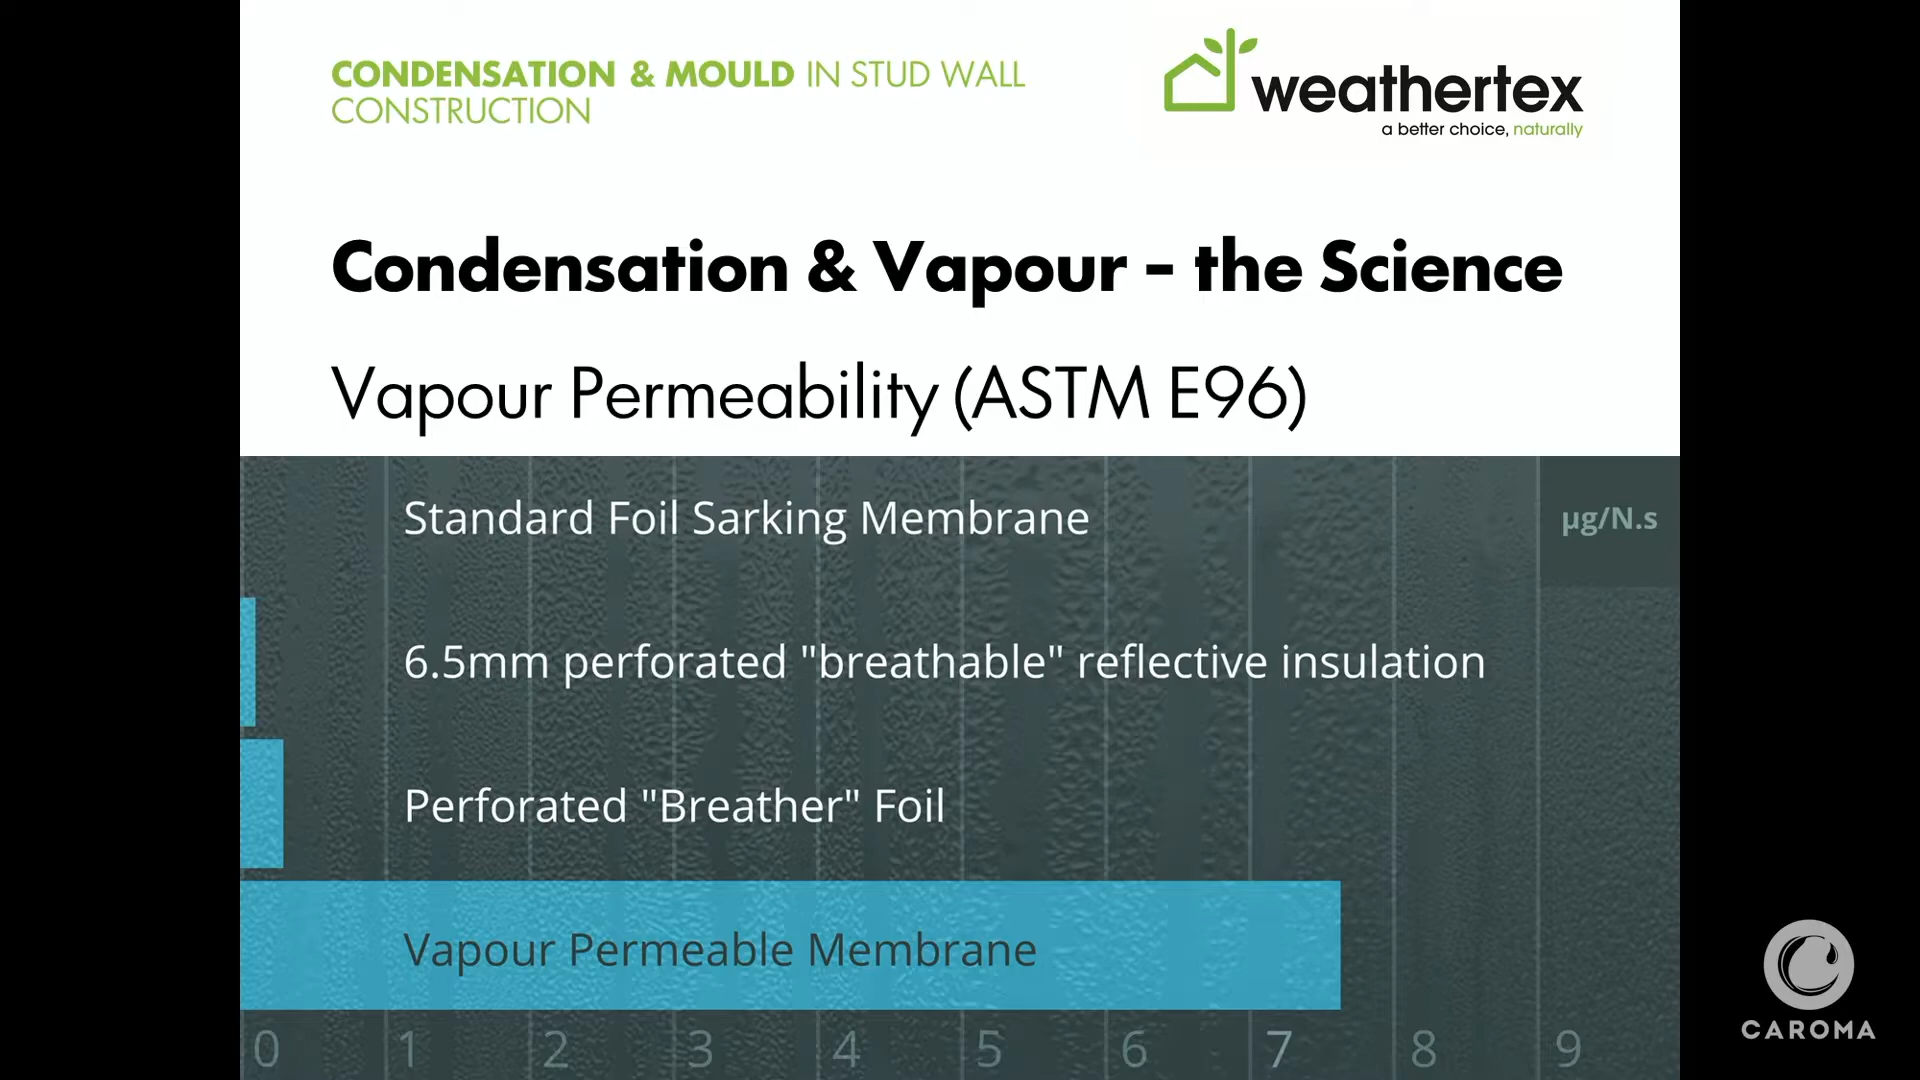 CONDENSATION & MOULD IN STUD WALL
CONSTRUCTION
weathertex
a better choice, naturally
Condensation & Vapour - the Science
Vapour Permeability (ASTM E96)
Standard Foil Sarking Membrane
µg/N.s
6.5mm perforated "breathable" reflective insulation
Perforated "Breather" Foil
Vapour Permeable Membrane
0 1 2 3 4 5 6 7 8 9
CAROMA